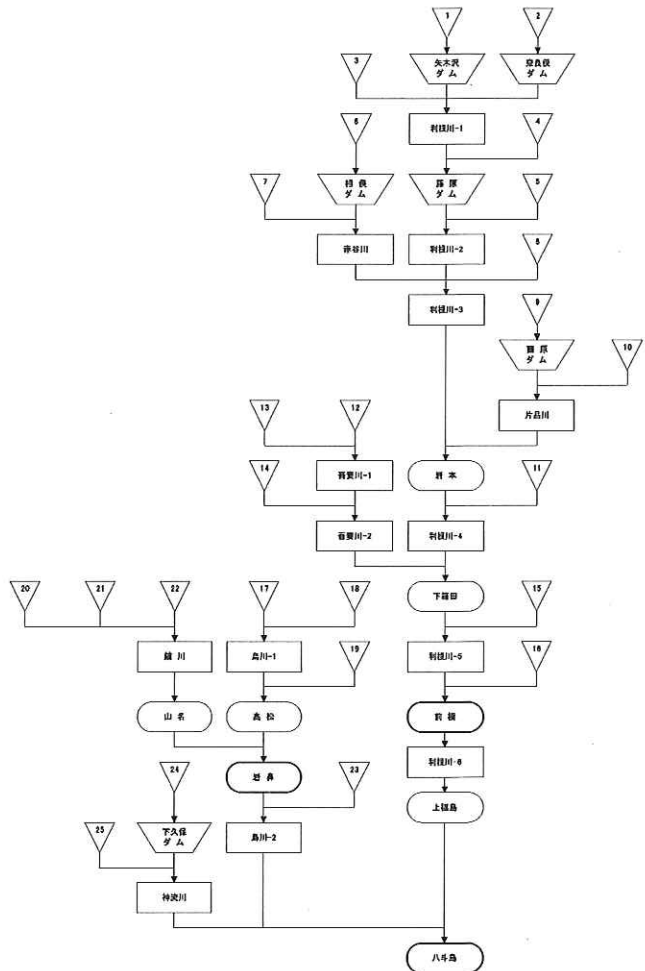 1
2
3
矢木沢
ダム
奈良俣
ダム
利根川-1
6
4
7
相俣
ダム
藤原
ダム
5
赤谷川
利根川-2
8
利根川-3
9
薗原
ダム
10
片品川
13
12
14
吾妻川-1
岩本
11
吾妻川-2
利根川-4
下箱田
20
21
22
17
18
15
鏑川
烏川-1
19
利根川-5
16
山名
高松
前橋
岩鼻
利根川-6
24
23
上福島
25
下久保
ダム
烏川-2
神流川
八斗島